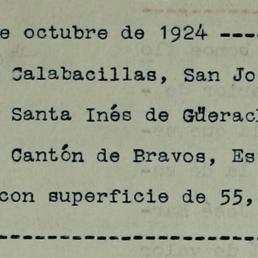 e octubre de 1924 ----
Calabacillas, San Jo
Santa Inés de Güerach
Cantón de Bravos, Es
con superficie de 55,
--------------------